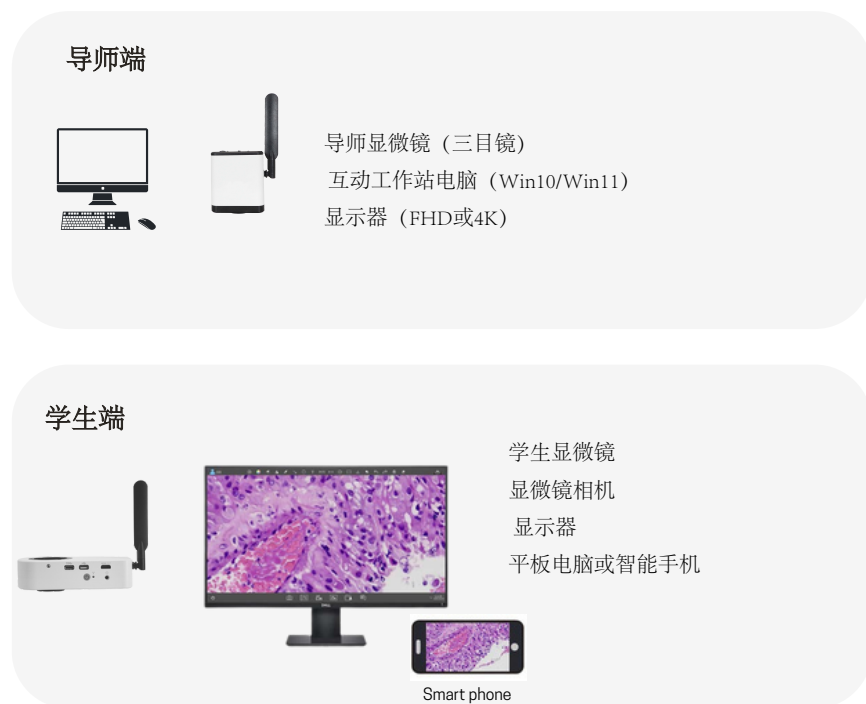 导师端
导师显微镜（三目镜）
互动工作站电脑（Win10/Win11）
显示器（FHD或4K）
学生端
学生显微镜
显微镜相机
显示器
平板电脑或智能手机
Smart phone